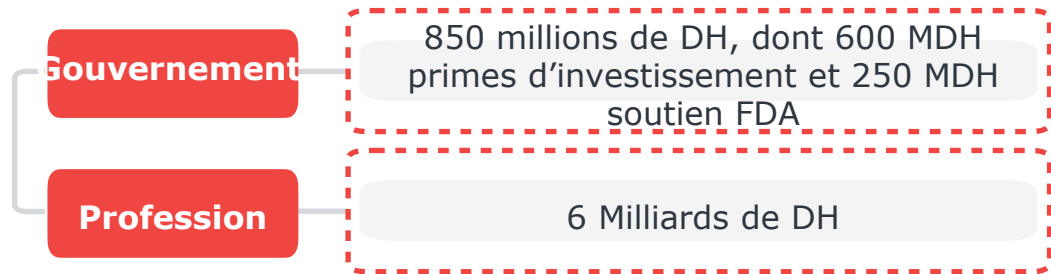 Gouvernement
850 millions de DH, dont 600 MDH
primes d’investissement et 250 MDH
soutien FDA
Profession
6 Milliards de DH